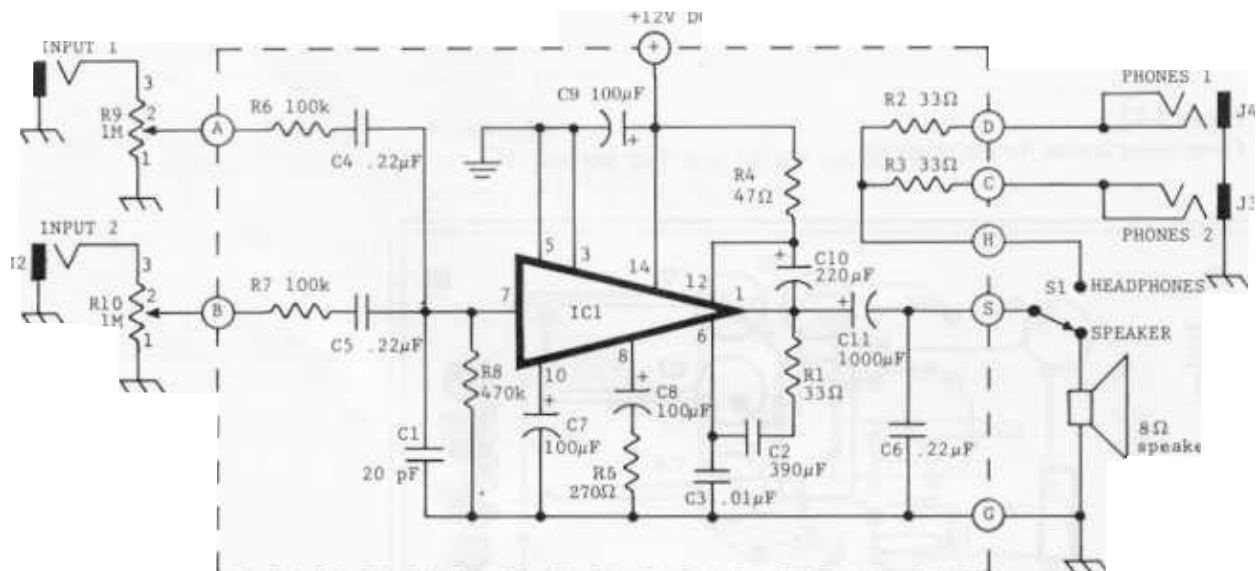 +12V D
INPUT 1
3
2
1
R9
1M
A
R6 100k
C4 .22µF
C9 100µF
+
+
R4
47Ω
R2 33Ω
D
PHONES 1
J4
R3 33Ω
C
PHONES 2
J3
INPUT 2
J2
3
2
1
R10
1M
B
R7 100k
C5 .22µF
5
3
14
12
7
IC1
1
6
8
10
+
C10
220µF
+
C11
1000µF
H
S
S1
HEADPHONES
SPEAKER
R8
470k
C1
20 pF
+
C7
100µF
+
C8
100µF
R5
270Ω
R1
33Ω
C2
390µF
C3 .01µF
C6 .22µF
8Ω
speake
G